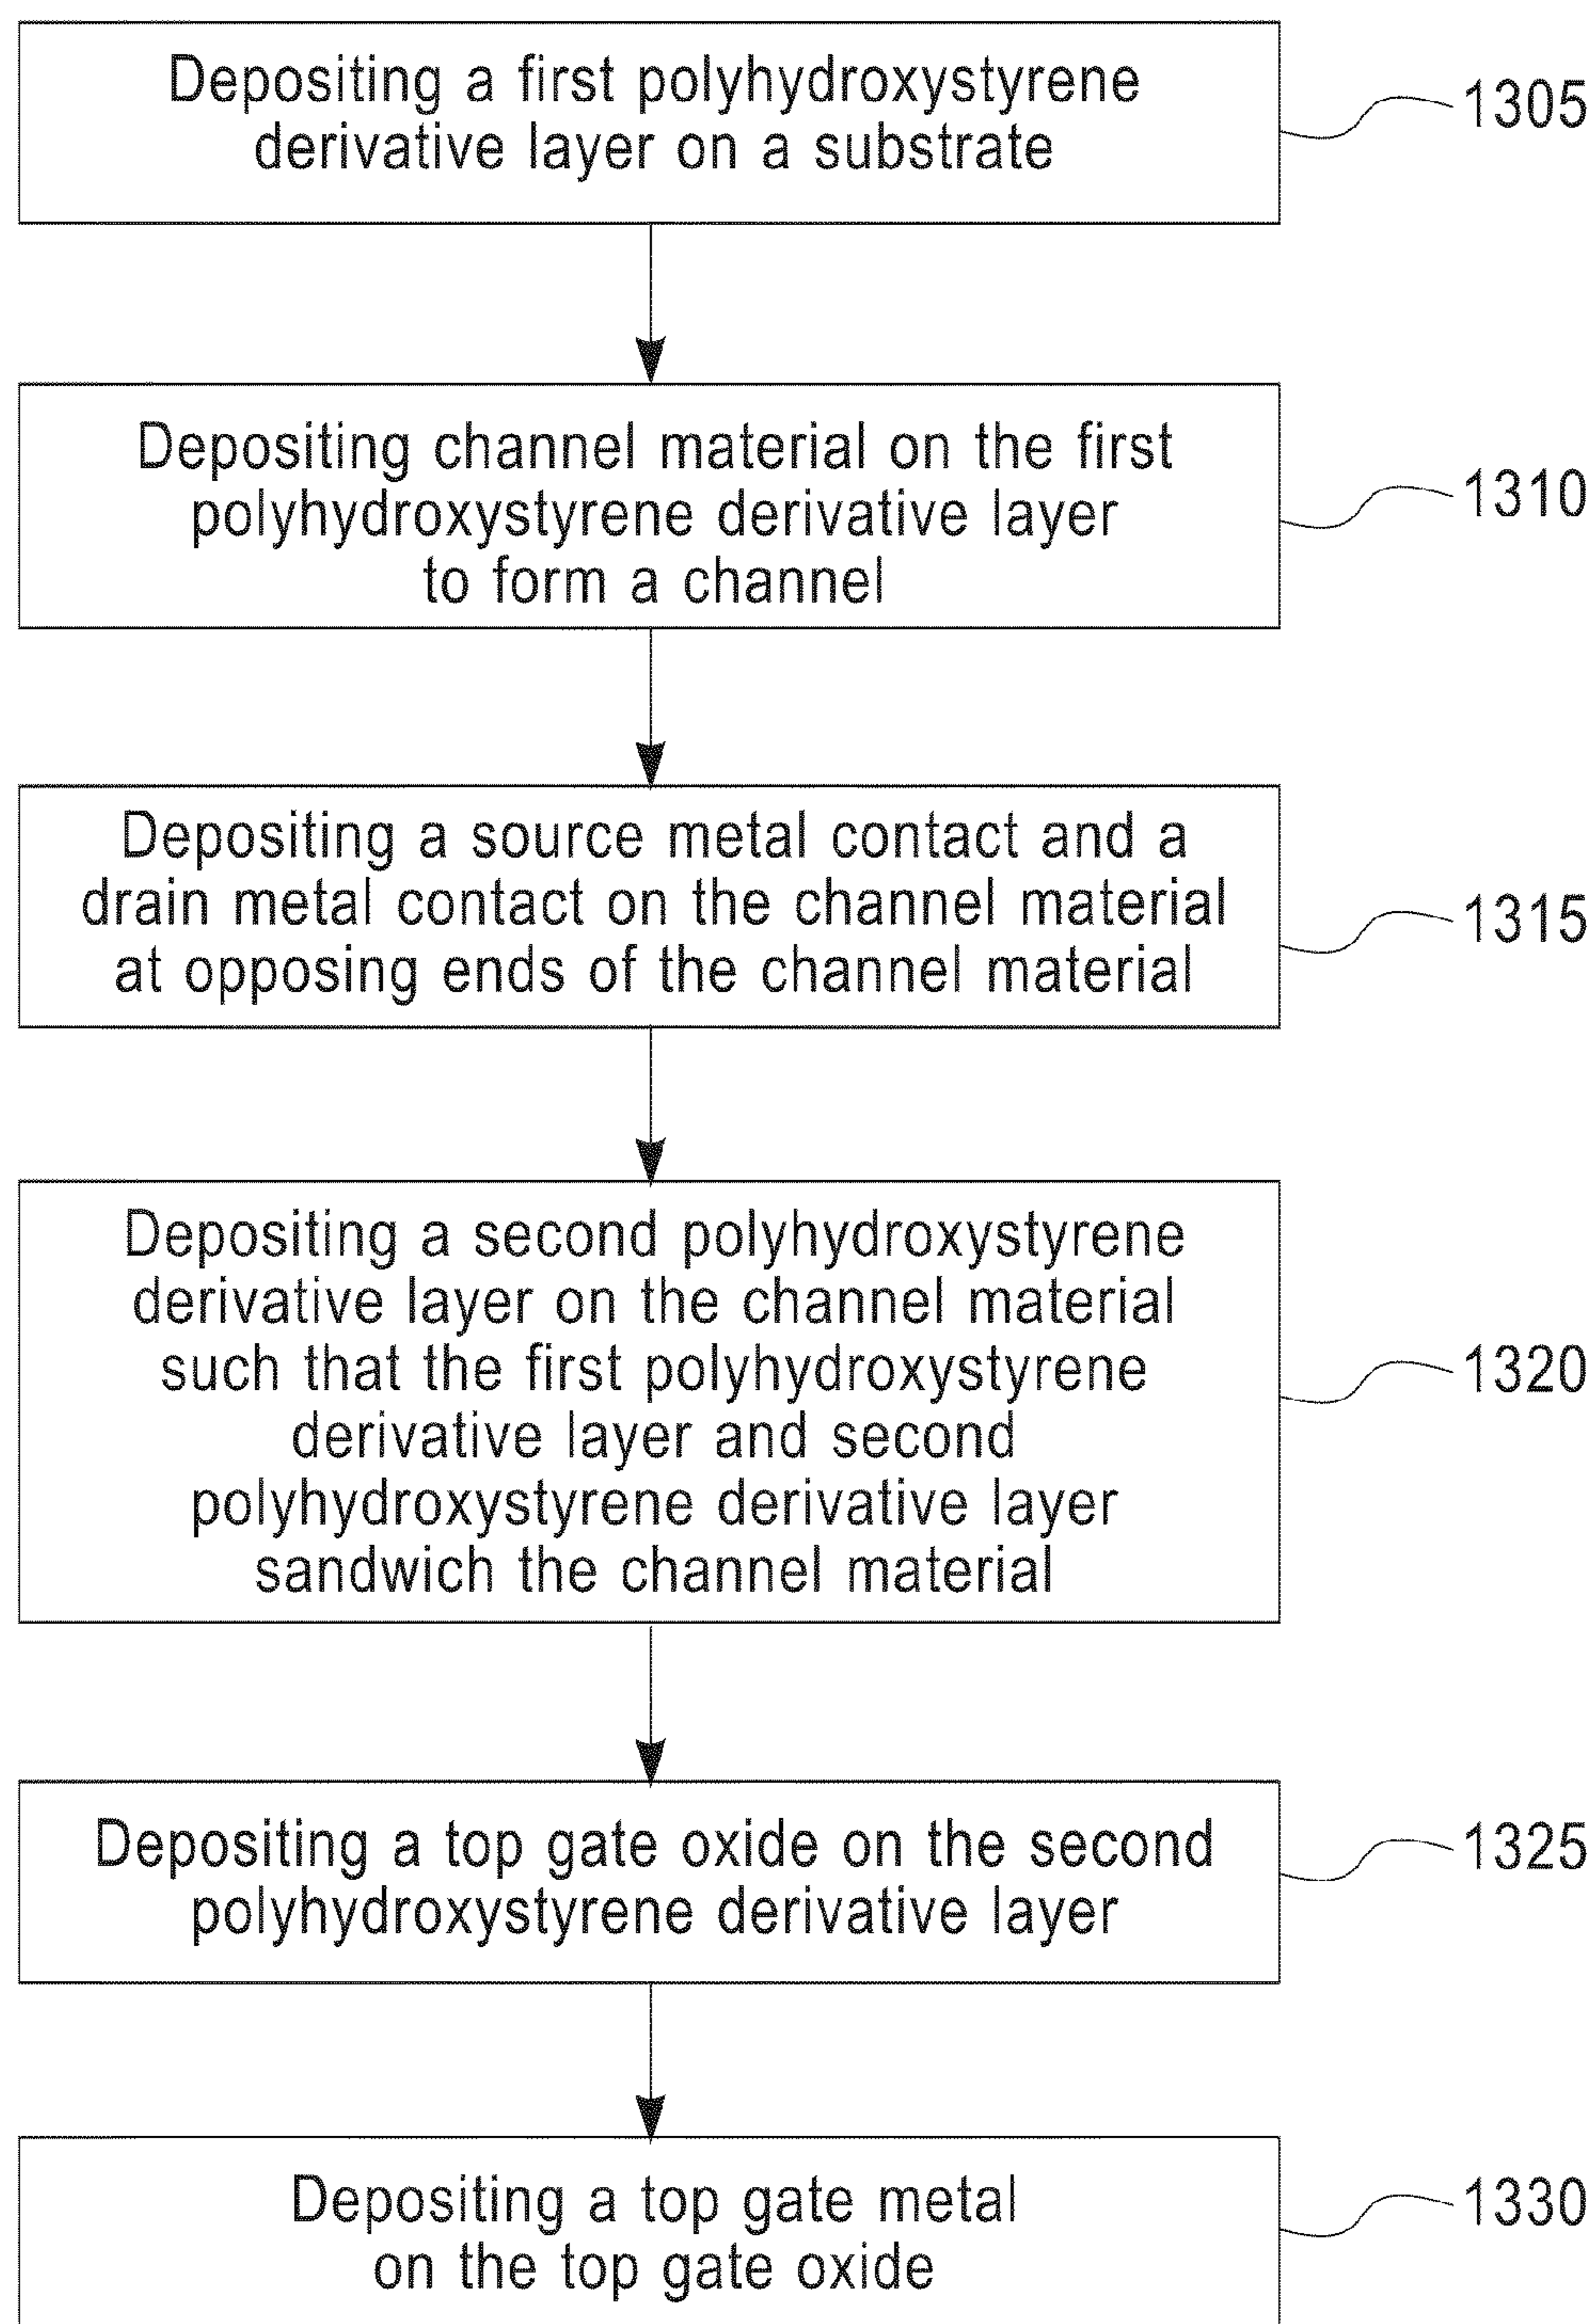 Depositing a first polyhydroxystyrene
derivative layer on a substrate
1305
Depositing channel material on the first
polyhydroxystyrene derivative layer
to form a channel
1310
Depositing a source metal contact and a
drain metal contact on the channel material
at opposing ends of the channel material
1315
Depositing a second polyhydroxystyrene
derivative layer on the channel material
such that the first polyhydroxystyrene
derivative layer and second
polyhydroxystyrene derivative layer
sandwich the channel material
1320
Depositing a top gate oxide on the second
polyhydroxystyrene derivative layer
1325
Depositing a top gate metal
on the top gate oxide
1330